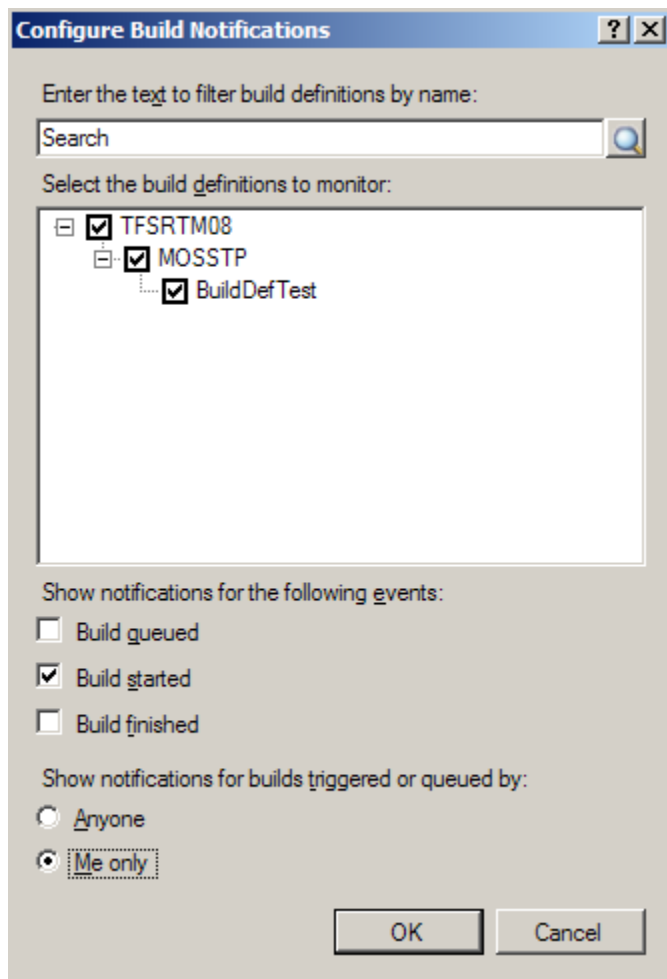 Configure Build Notifications
Enter the text to filter build definitions by name:
Search
Select the build definitions to monitor:
TFSRTM08
MOSSTP
BuildDefTest
Show notifications for the following events:
Build queued
Build started
Build finished
Show notifications for builds triggered or queued by:
Anyone
Me only
OK Cancel